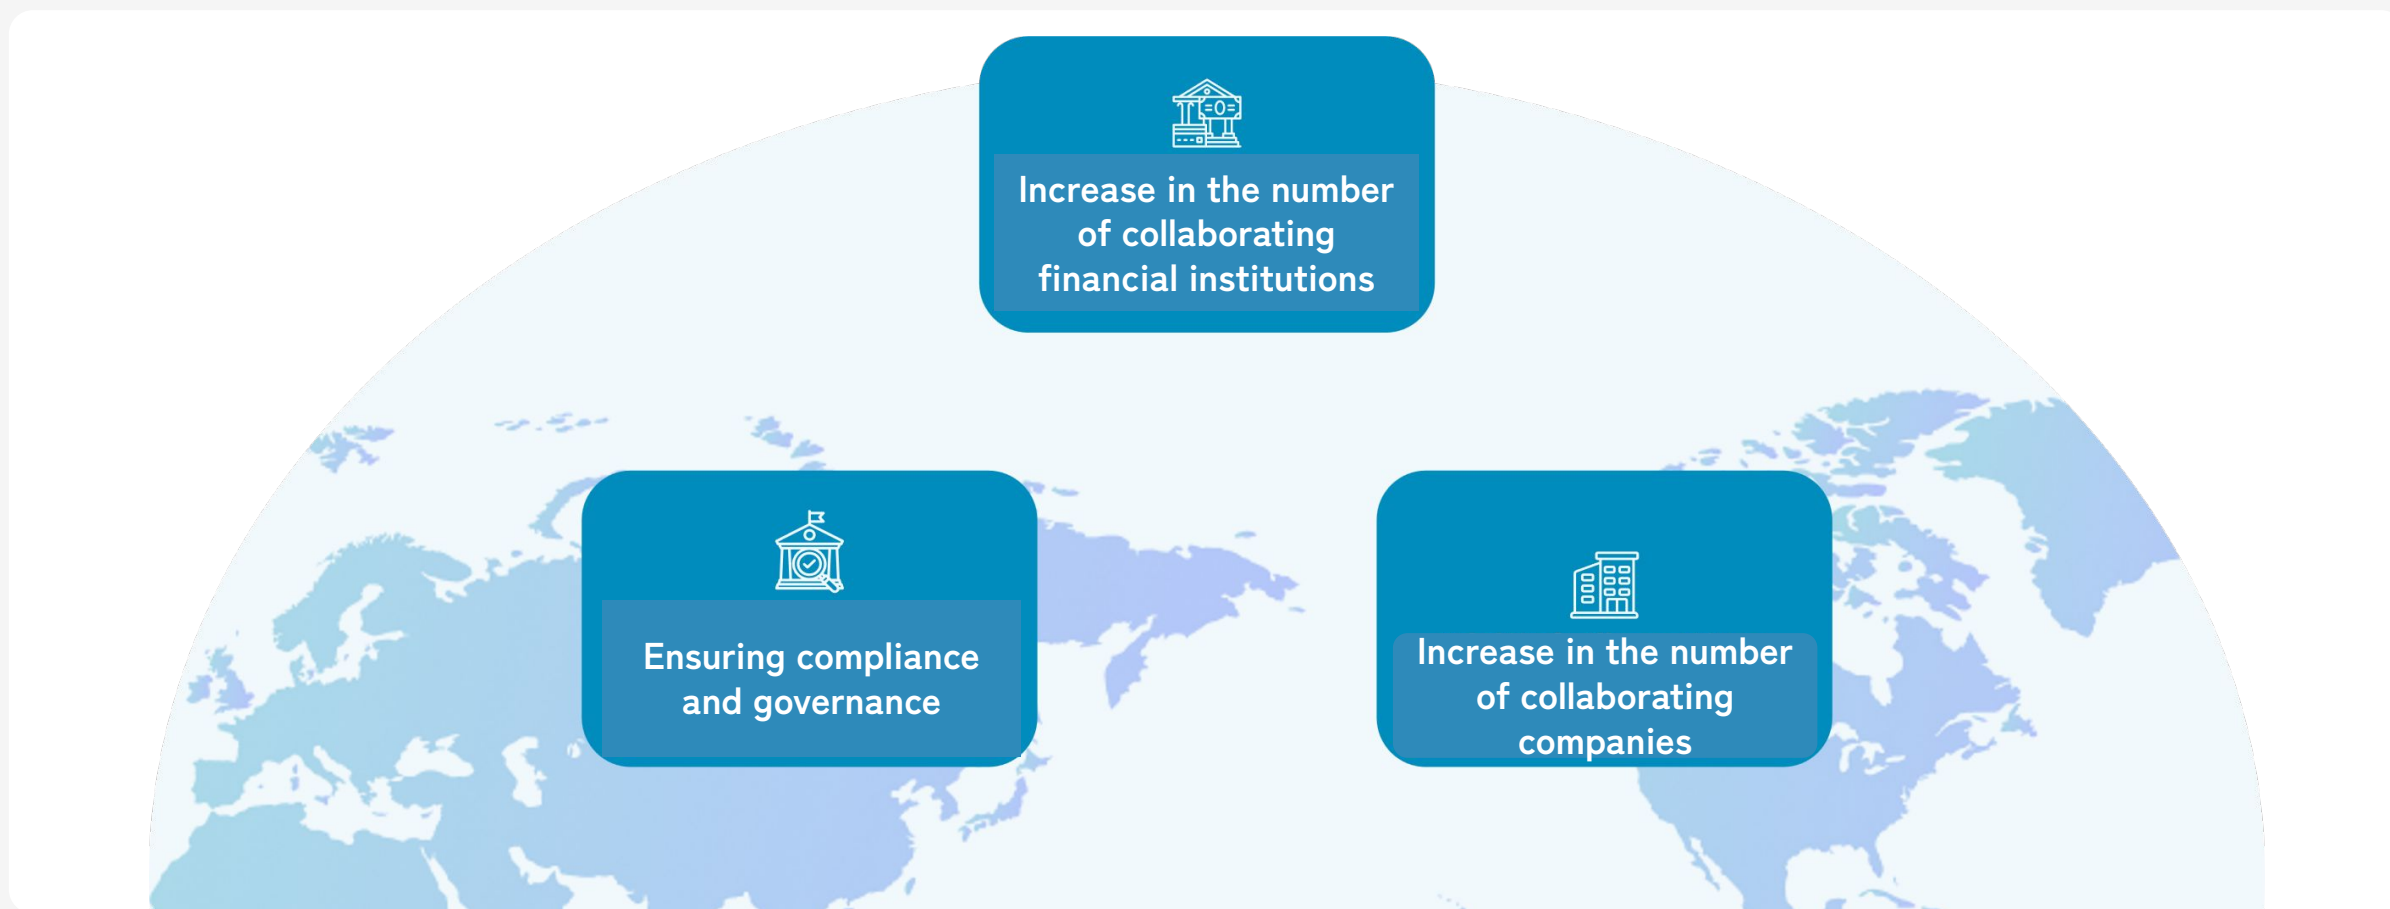 Increase in the number
of collaborating
financial institutions
Ensuring compliance
and governance
Increase in the number
of collaborating
companies